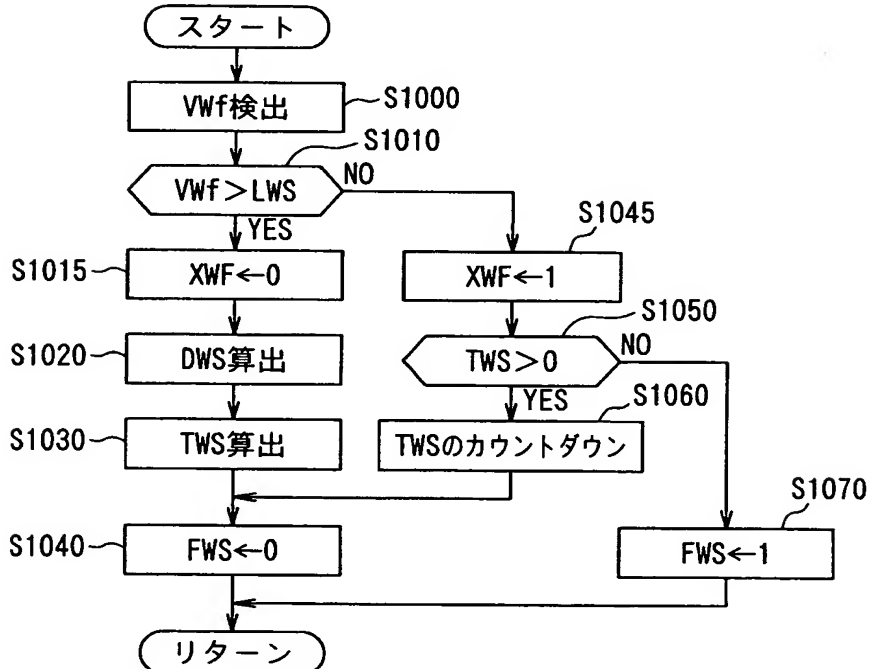 スタート
VWf検出
S1000
S1010
VWf>LWS
NO
YES
S1045
S1015
XWF←0
XWF←1
S1050
S1020
DWS算出
TWS>0
NO
YES
S1060
S1030
TWS算出
TWSのカウントダウン
S1070
S1040
FWS←0
FWS←1
リターン